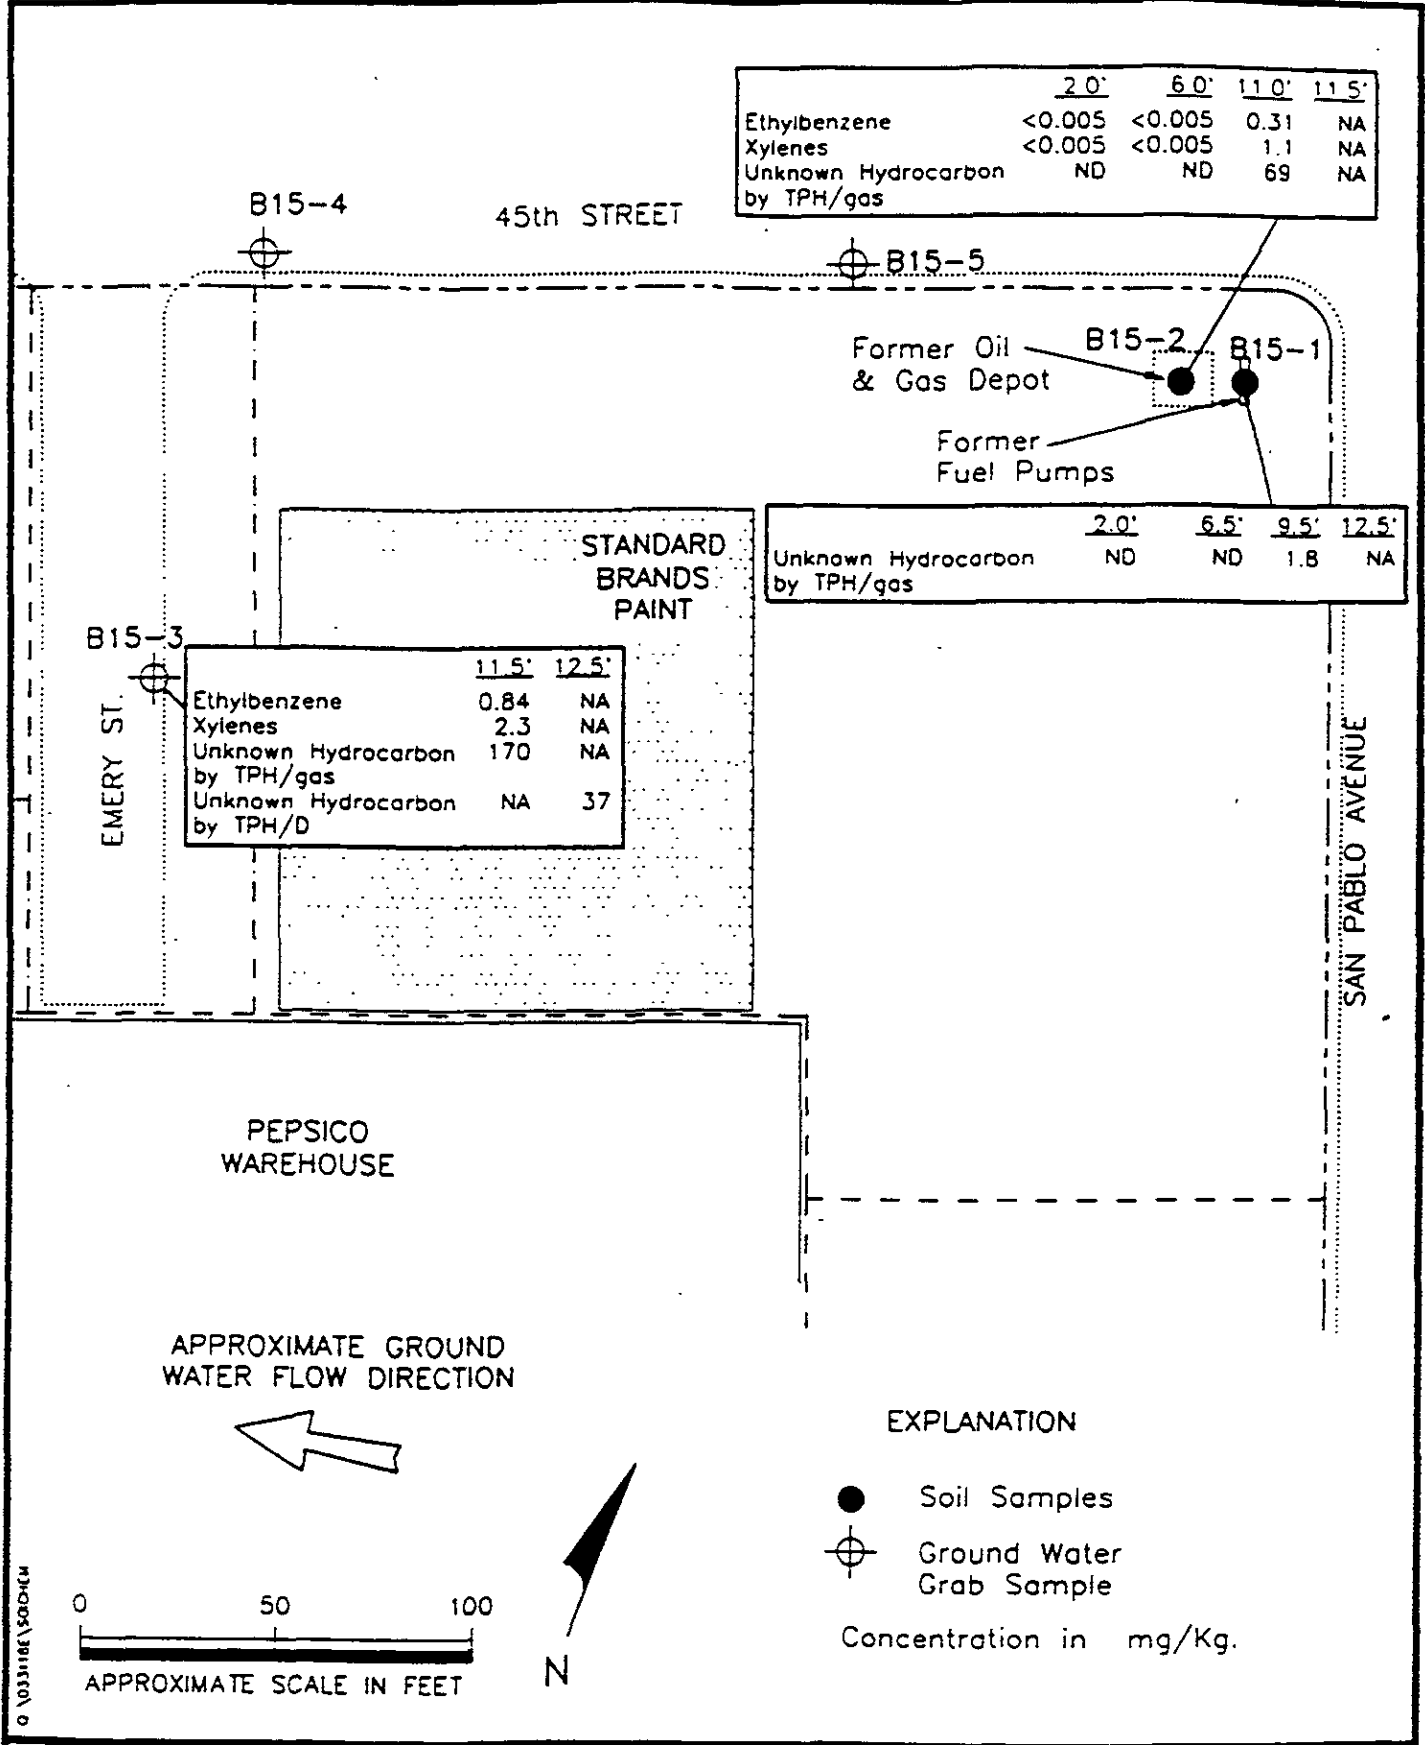 2.0' 6.0' 11.0' 11.5'
Ethylbenzene <0.005 <0.005 0.31 NA
Xylenes <0.005 <0.005 1.1 NA
Unknown Hydrocarbon ND ND 69 NA
by TPH/gas
B15-4
45th STREET
B15-5
Former Oil
& Gas Depot
B15-2
B15-1
Former
Fuel Pumps
2.0' 6.5' 9.5' 12.5'
Unknown Hydrocarbon ND ND 1.8 NA
by TPH/gas
STANDARD
BRANDS
PAINT
B15-3
11.5' 12.5'
Ethylbenzene 0.84 NA
Xylenes 2.3 NA
Unknown Hydrocarbon 170 NA
by TPH/gas
Unknown Hydrocarbon NA 37
by TPH/D
EMERY ST.
SAN PABLO AVENUE
PEPSICO
WAREHOUSE
APPROXIMATE GROUND
WATER FLOW DIRECTION
EXPLANATION
Soil Samples
Ground Water
Grab Sample
Concentration in mg/Kg.
0 50 100
APPROXIMATE SCALE IN FEET
N